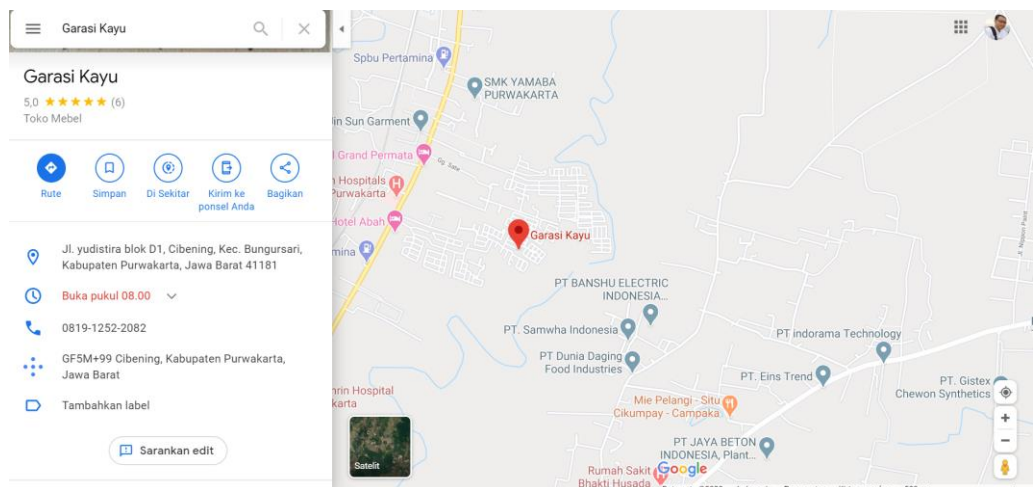 Garasi Kayu
Garasi Kayu
5,0 ★★★★★ (6)
Toko Mebel
Rute
Simpan
Di Sekitar
Kirim ke
ponsel Anda
Bagikan
Jl. yudistira blok D1, Cibening, Kec. Bungursari,
Kabupaten Purwakarta, Jawa Barat 41181
Buka pukul 08.00
0819-1252-2082
GF5M+99 Cibening, Kabupaten Purwakarta,
Jawa Barat
Tambahkan label
Sarankan edit
Spbu Pertamina
SMK YAMABA
PURWAKARTA
Sun Garment
Grand Permata
Gg. Sate
Hospitals
Purwakarta
Hotel Abah
Garasi Kayu
PT BANSHU ELECTRIC
INDONESIA...
PT. Samwha Indonesia
PT indorama Technology
PT Dunia Daging
Food Industries
PT. Eins Trend
PT. Gistex
Chewon Synthetics
Hospital
Mie Pelangi - Situ
Cikumpay - Campaka...
PT JAYA BETON
INDONESIA, Plant...
Rumah Sakit
Bhakti Husada
Google
Satelit